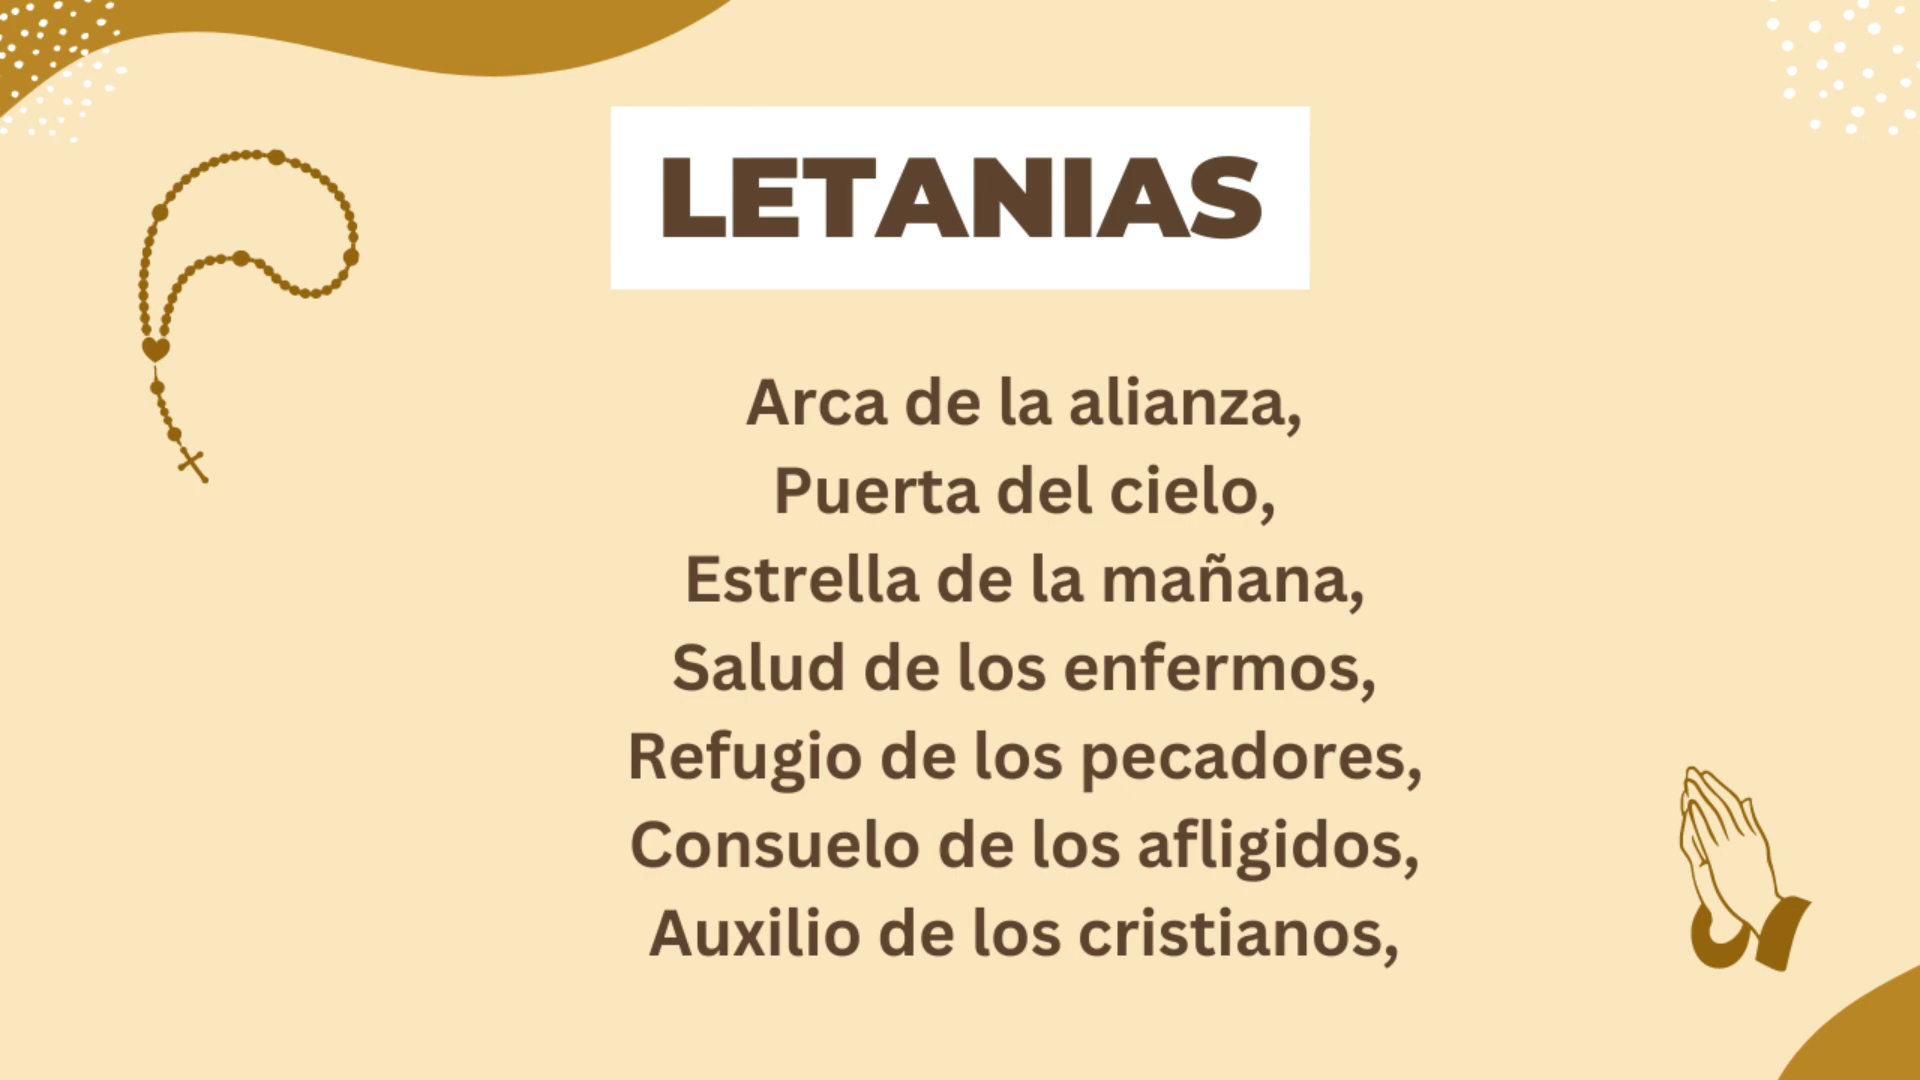 LETANIAS
Arca de la alianza,
Puerta del cielo,
Estrella de la mañana,
Salud de los enfermos,
Refugio de los pecadores,
Consuelo de los afligidos,
Auxilio de los cristianos,